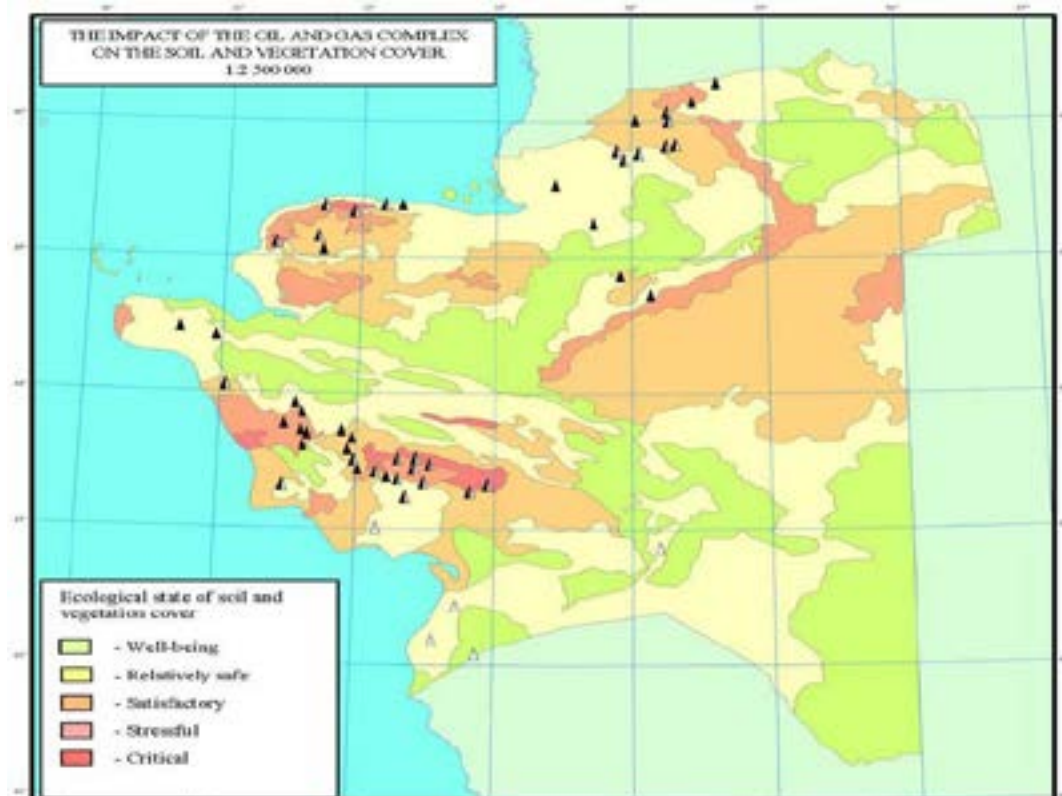 THE IMPACT OF THE OIL AND GAS COMPLEX
ON THE SOIL AND VEGETATION COVER
1:2 500 000
Ecological state of soil and
vegetation cover
- Well-being
- Relatively safe
- Satisfactory
- Stressful
- Critical